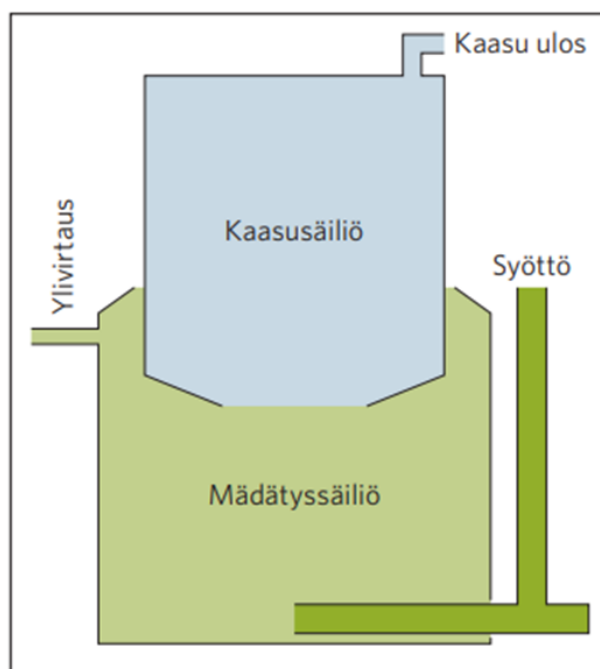 Kaasu ulos
Kaasusäiliö
Ylivirtaus
Syöttö
Mädätyssäiliö